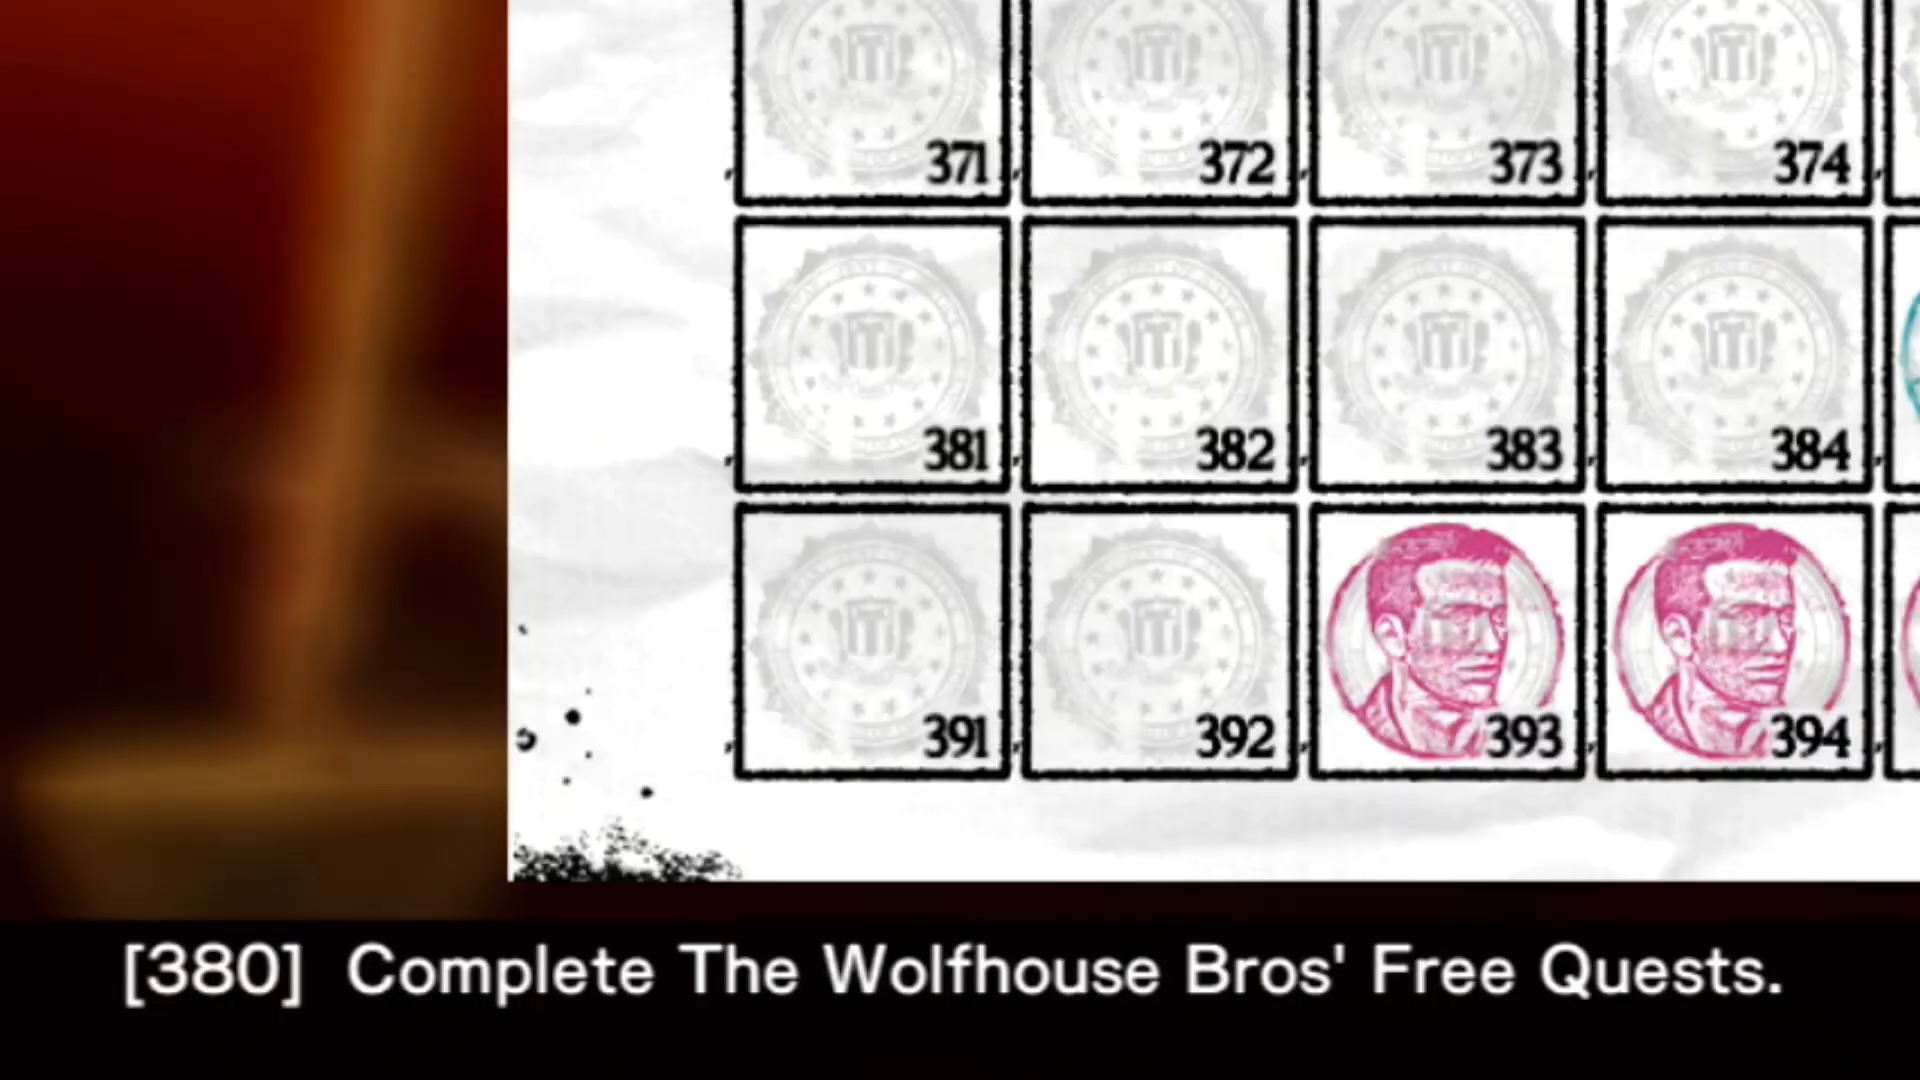 371 372 373 374
381 382 383 384
391 392 393 394
[380] Complete The Wolfhouse Bros' Free Quests.